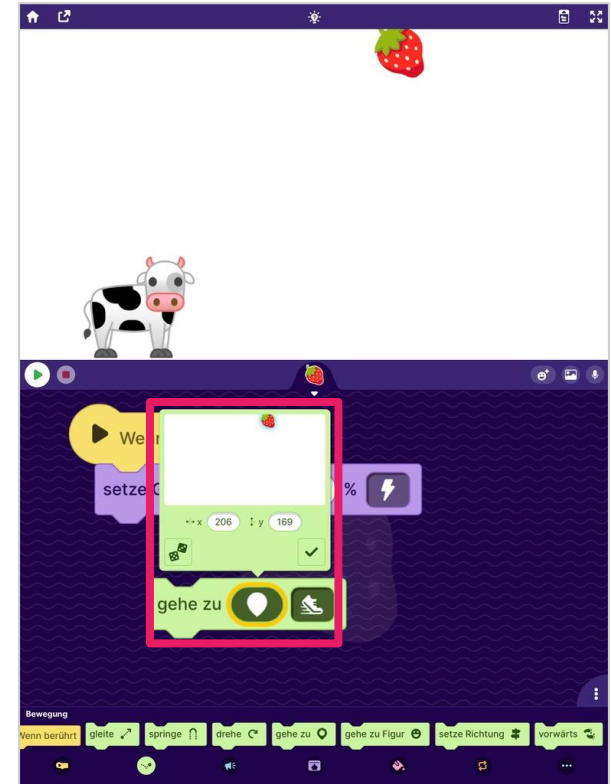 We
setze G %
x 206 y 169
gehe zu
Bewegung
Wenn berührt gleite springe drehe gehe zu gehe zu Figur setze Richtung vorwärts